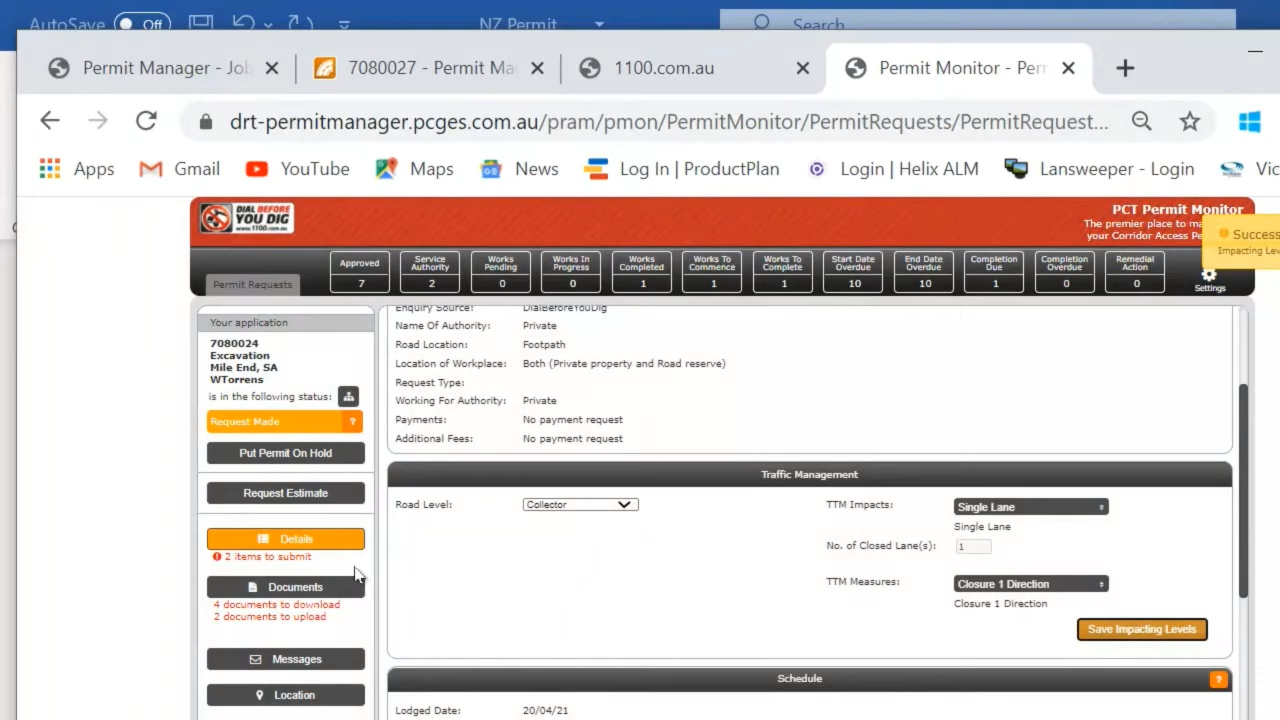 AutoSave Off NZ Permit Search
Permit Manager - Job 7080027 - Permit Ma 1100.com.au Permit Monitor - Perm
drt-permitmanager.pcges.com.au/pram/pmon/PermitMonitor/PermitRequests/PermitRequest...
Apps Gmail YouTube Maps News Log In | ProductPlan Login | Helix ALM Lansweeper - Login Vic
DIAL BEFORE
YOU DIG
www.1100.com.au
PCT Permit Monitor
The premier place to ma
your Corridor Access Pe
Success
Impacting Lev
Permit Requests
Approved 7
Service Authority 2
Works Pending 0
Works In Progress 0
Works Completed 1
Works To Commence 1
Works To Complete 1
Start Date Overdue 10
End Date Overdue 10
Completion Due 1
Completion Overdue 0
Remedial Action 0
Settings
Your application
7080024
Excavation
Mile End, SA
WTorrens
is in the following status:
Request Made ?
Put Permit On Hold
Request Estimate
Details
2 items to submit
Documents
4 documents to download
2 documents to upload
Messages
Location
Enquiry Source: DialBeforeYouDig
Name Of Authority: Private
Road Location: Footpath
Location of Workplace: Both (Private property and Road reserve)
Request Type:
Working For Authority: Private
Payments: No payment request
Additional Fees: No payment request
Traffic Management
Road Level: Collector
TTM Impacts: Single Lane
Single Lane
No. of Closed Lane(s): 1
TTM Measures: Closure 1 Direction
Closure 1 Direction
Save Impacting Levels
Schedule ?
Lodged Date: 20/04/21